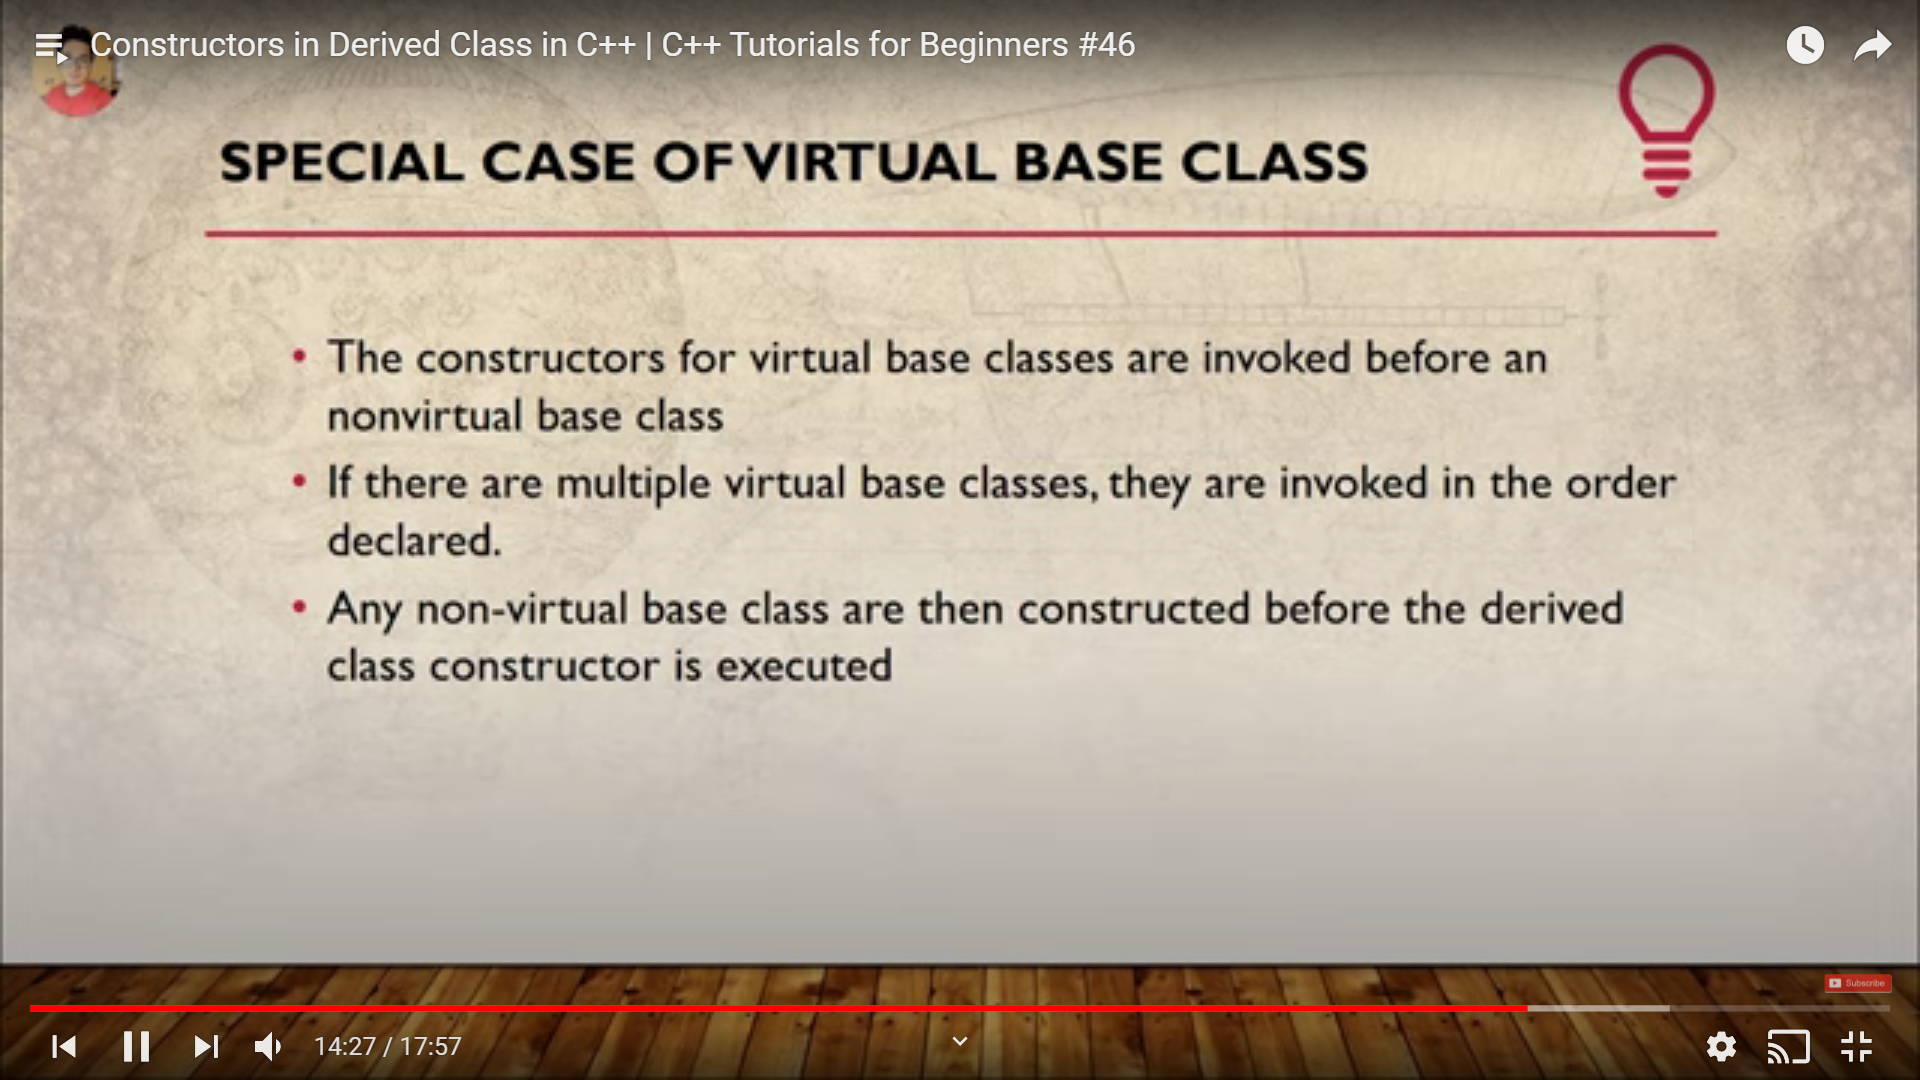 Constructors in Derived Class in C++ | C++ Tutorials for Beginners #46
SPECIAL CASE OF VIRTUAL BASE CLASS
• The constructors for virtual base classes are invoked before an
nonvirtual base class
• If there are multiple virtual base classes, they are invoked in the order
declared.
• Any non-virtual base class are then constructed before the derived
class constructor is executed
Subscribe
14:27 / 17:57